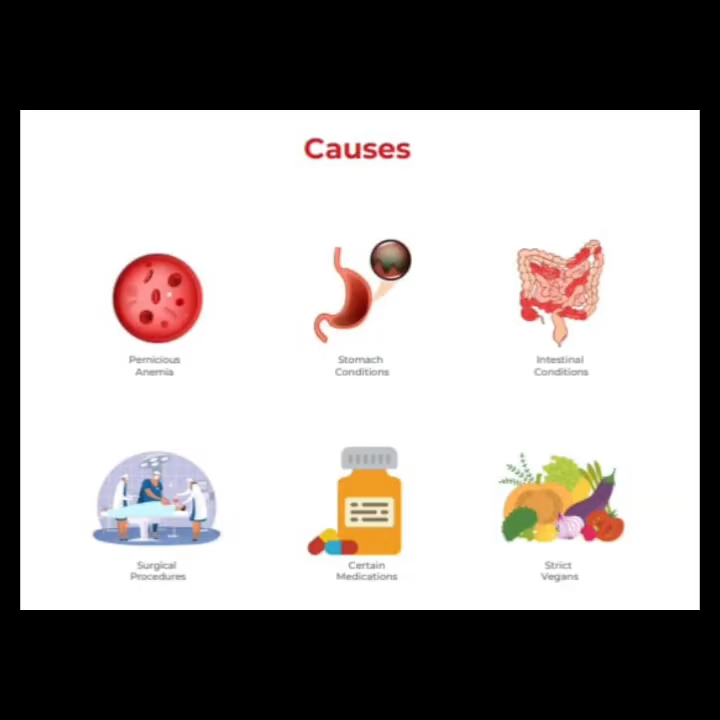 Causes
Pernicious
Anemia
Stomach
Conditions
Intestinal
Conditions
Surgical
Procedures
Certain
Medications
Strict
Vegans